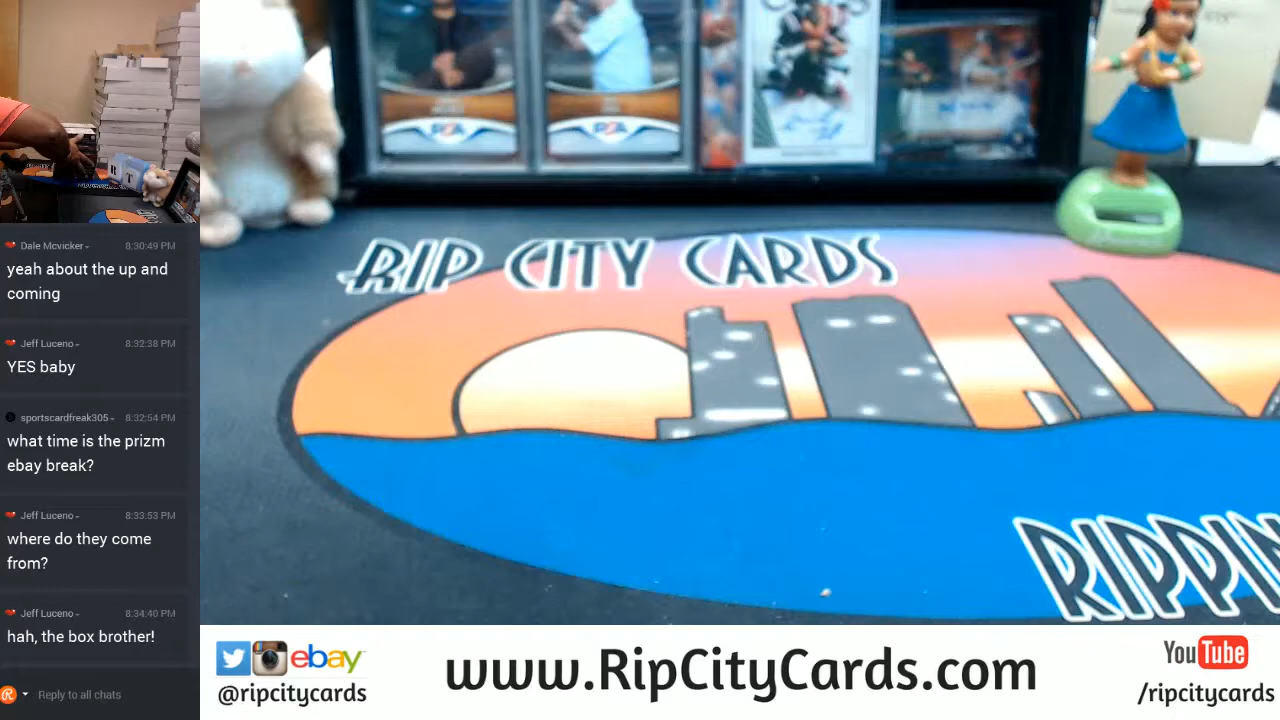 Dale Mcvicker 8:30:49 PM
yeah about the up and
coming
Jeff Luceno 8:32:38 PM
YES baby
sportscardfreak305 8:32:54 PM
what time is the prizm
ebay break?
Jeff Luceno 8:33:53 PM
where do they come
from?
Jeff Luceno 8:34:40 PM
hah, the box brother!
Reply to all chats
RIP CITY CARDS
RIPPIN
ebay
@ripcitycards
www.RipCityCards.com
YouTube
/ripcitycards